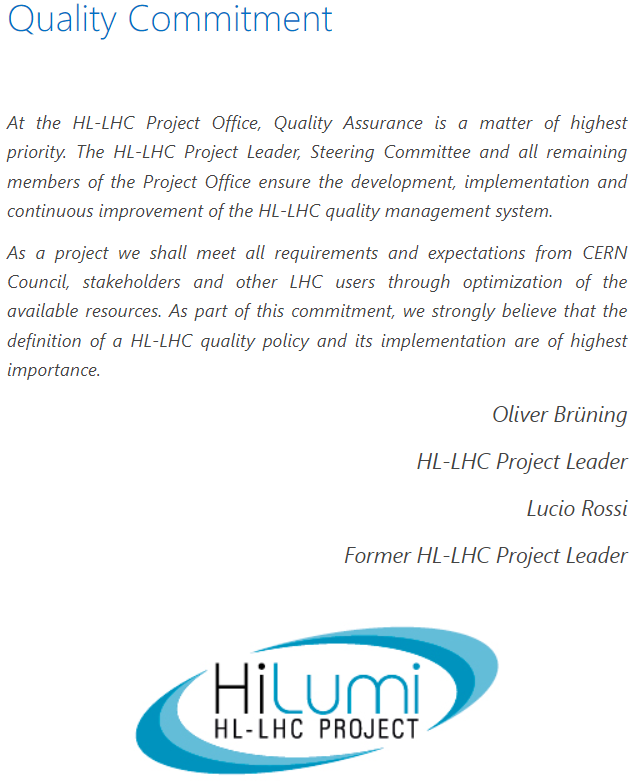 Quality Commitment
At the HL-LHC Project Office, Quality Assurance is a matter of highest
priority. The HL-LHC Project Leader, Steering Committee and all remaining
members of the Project Office ensure the development, implementation and
continuous improvement of the HL-LHC quality management system.
As a project we shall meet all requirements and expectations from CERN
Council, stakeholders and other LHC users through optimization of the
available resources. As part of this commitment, we strongly believe that the
definition of a HL-LHC quality policy and its implementation are of highest
importance.
Oliver Brüning
HL-LHC Project Leader
Lucio Rossi
Former HL-LHC Project Leader
HiLumi
HL-LHC PROJECT